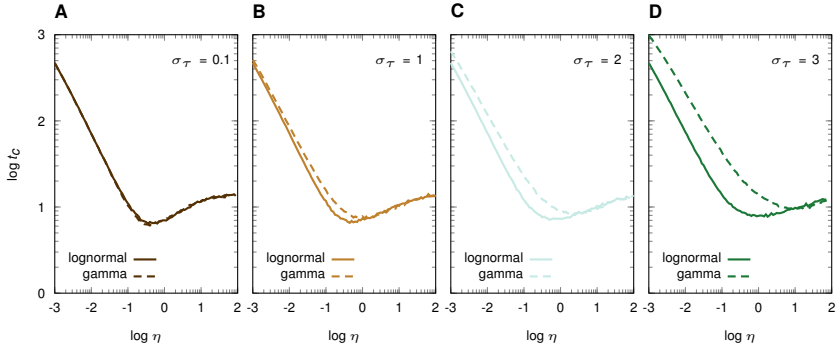 A B C D
σ_τ = 0.1 σ_τ = 1 σ_τ = 2 σ_τ = 3
3
2
1
0
log t_c
lognormal lognormal lognormal lognormal
gamma gamma gamma gamma
-3 -2 -1 0 1 2 -3 -2 -1 0 1 2 -3 -2 -1 0 1 2 -3 -2 -1 0 1 2
log η log η log η log η